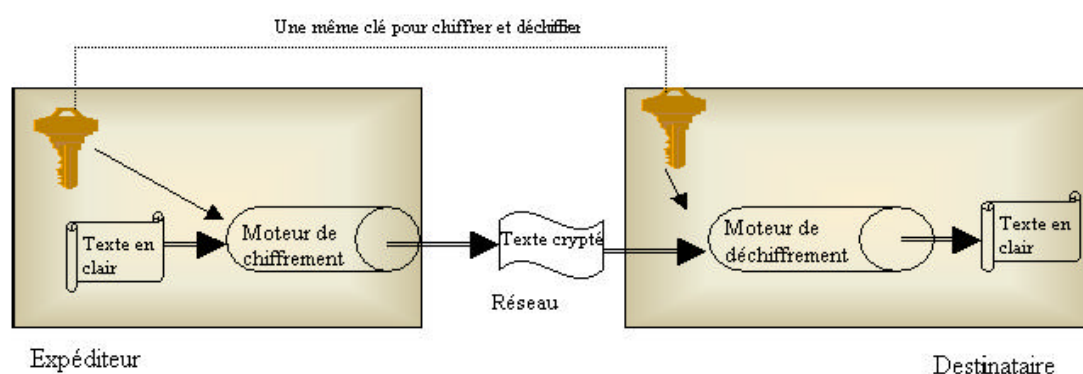 Une même clé pour chiffrer et déchiffrer
Texte en
clair
Moteur de
chiffrement
Texte crypté
Réseau
Moteur de
déchiffrement
Texte en
clair
Expéditeur
Destinataire